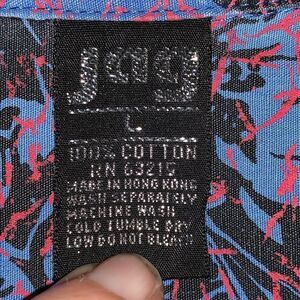 Jag
L
100% COTTON
RN 63215
MADE IN HONG KONG
WASH SEPARATELY
MACHINE WASH
COLD TUMBLE DRY
LOW DO NOT BLEACH